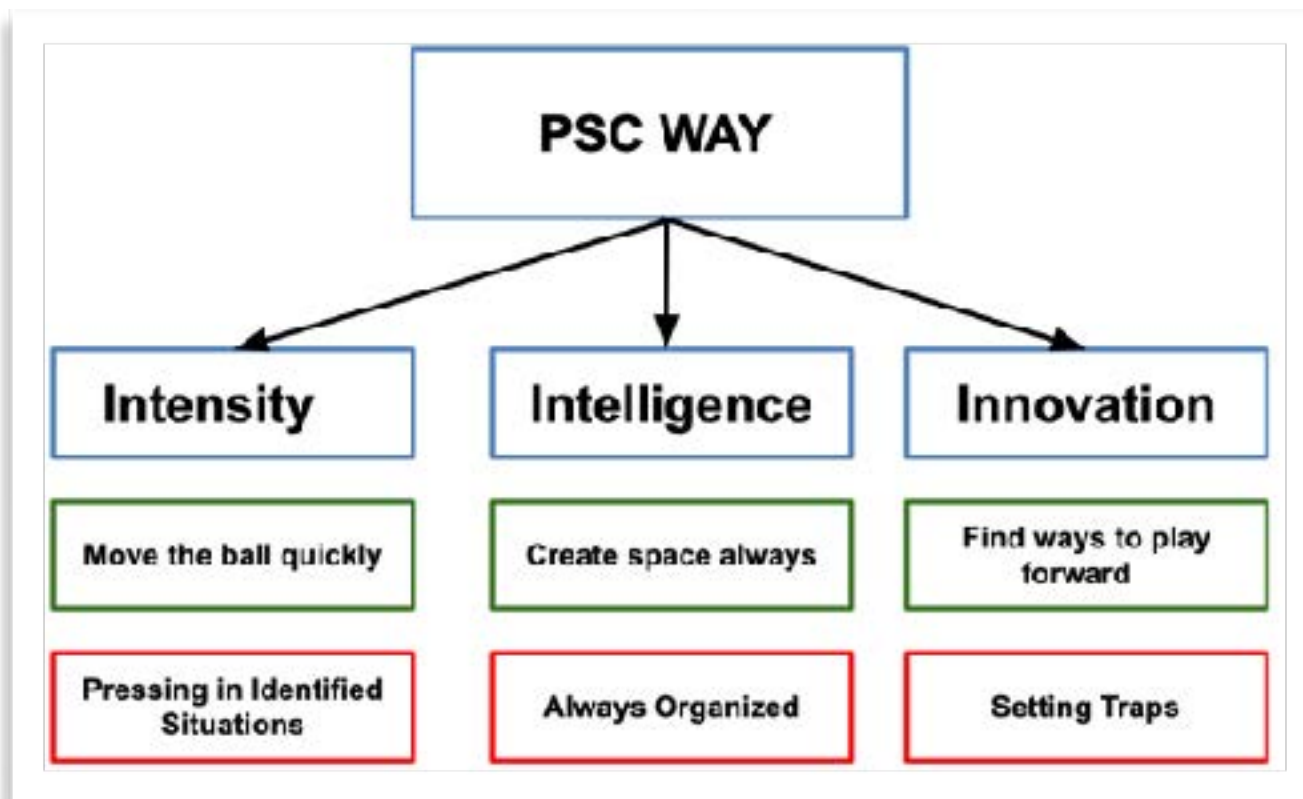 PSC WAY
Intensity
Intelligence
Innovation
Move the ball quickly
Create space always
Find ways to play
forward
Pressing in Identified
Situations
Always Organized
Setting Traps